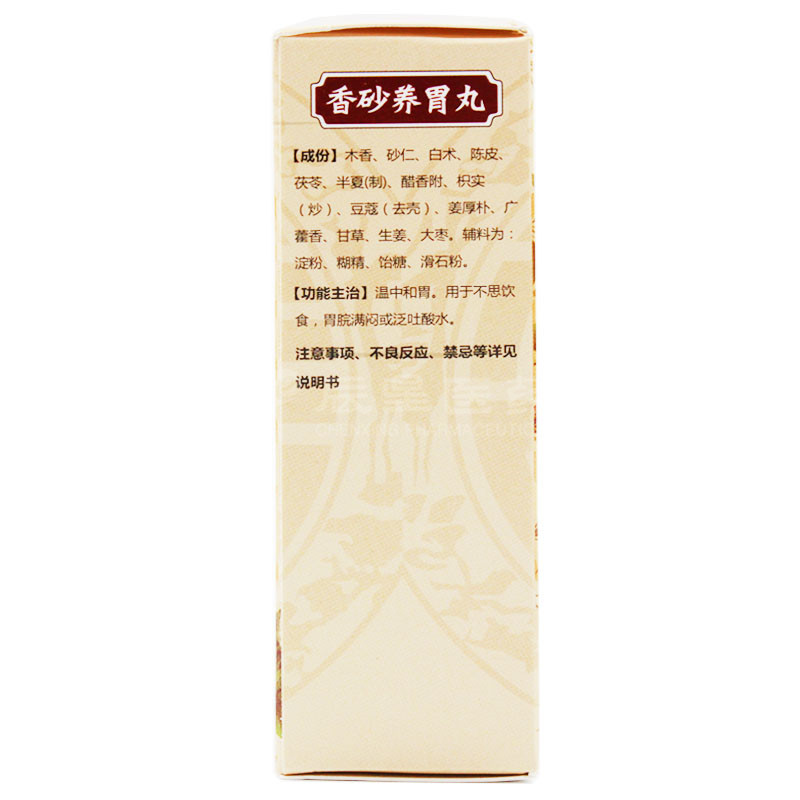 香砂养胃丸
【成份】木香、砂仁、白术、陈皮、
茯苓、半夏(制)、醋香附、枳实
（炒）、豆蔻（去壳）、姜厚朴、广
藿香、甘草、生姜、大枣。辅料为：
淀粉、糊精、饴糖、滑石粉。
【功能主治】温中和胃。用于不思饮
食，胃脘满闷或泛吐酸水。
注意事项、不良反应、禁忌等详见
说明书